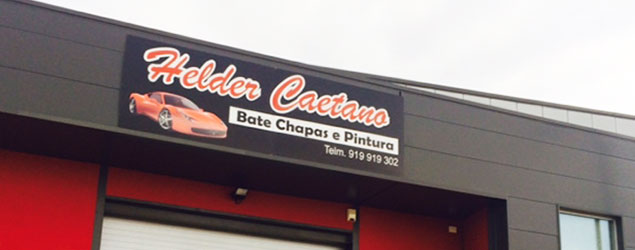 Helder Caetano
Bate Chapas e Pintura
Telm. 919 919 302